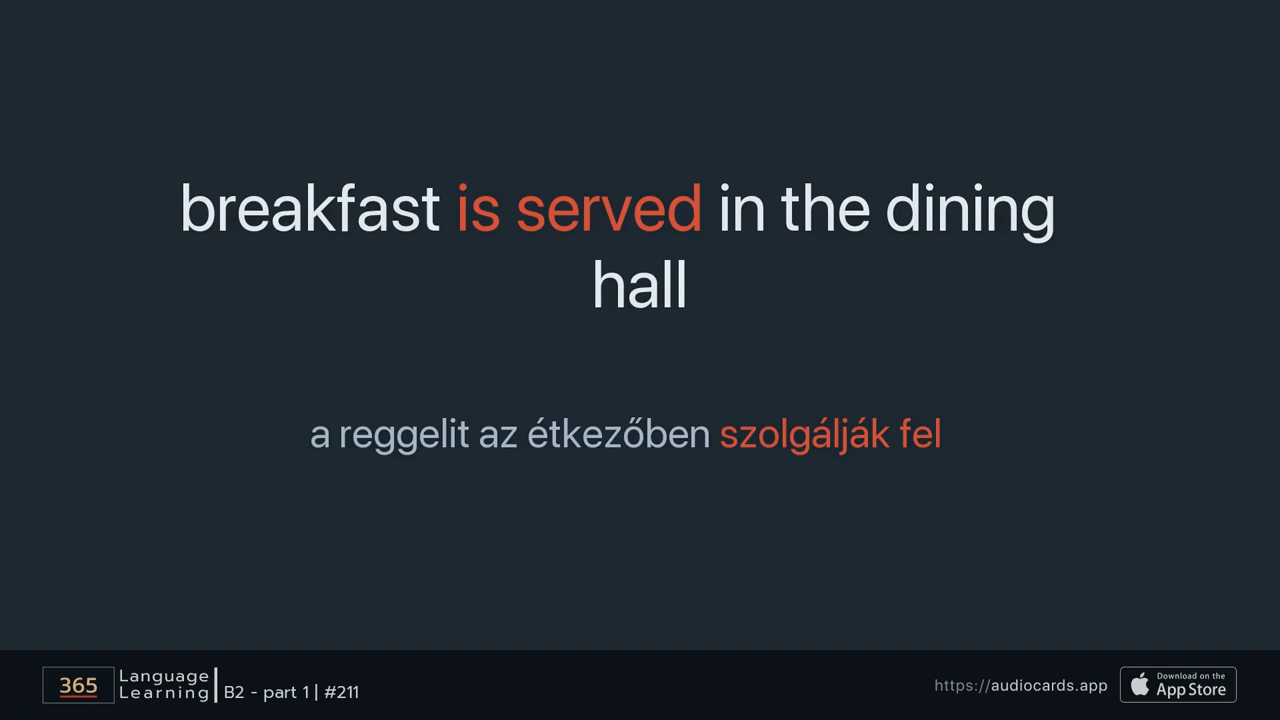 breakfast is served in the dining
hall
a reggelit az étkezőben szolgálják fel
365
Language
Learning
B2 - part 1 | #211
https://audiocards.app
Download on the
App Store